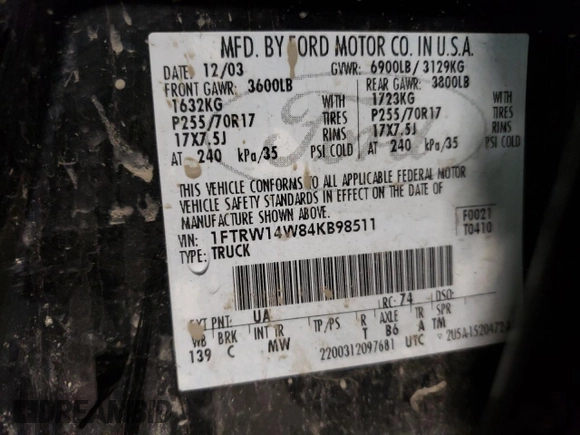 MFD. BY FORD MOTOR CO. IN U.S.A.
DATE: 12/03 GVWR: 6900LB/ 3129KG
FRONT GAWR: 3600LB REAR GAWR: 3800LB
1632KG WITH 1723KG WITH
P255/70R17 TIRES P255/70R17 TIRES
17X7.5J RIMS 17X7.5J RIMS
AT 240 kPa/35 PSI COLD AT 240 kPa/35 PSI COLD
THIS VEHICLE CONFORMS TO ALL APPLICABLE FEDERAL MOTOR
VEHICLE SAFETY STANDARDS IN EFFECT ON THE DATE OF
MANUFACTURE SHOWN ABOVE.
VIN: 1FTRW14W84KB98511 F0021
TYPE: TRUCK T0410
EXT PNT: UA RC: 74 DSO:
WB BRK INT TR TP/PS R AXLE TR SPR
139 C MW T B6 A TM
2200312097681 UTC
Ford
DREAMBID